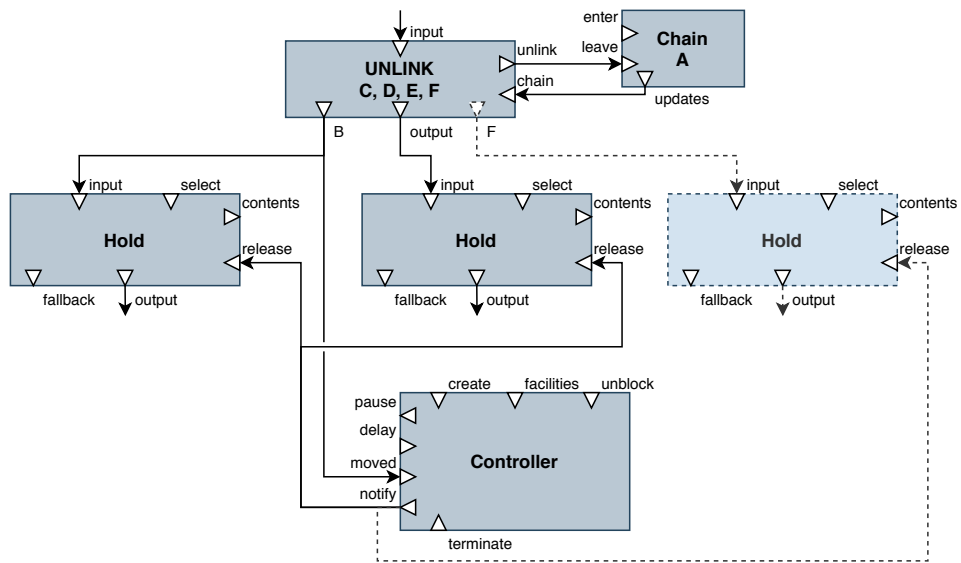 input
enter
Chain
A
leave
updates
unlink
chain
UNLINK
C, D, E, F
B
output
F
input
select
contents
Hold
release
fallback
output
input
select
contents
Hold
release
fallback
output
input
select
contents
Hold
release
fallback
output
create
facilities
unblock
pause
delay
moved
notify
Controller
terminate